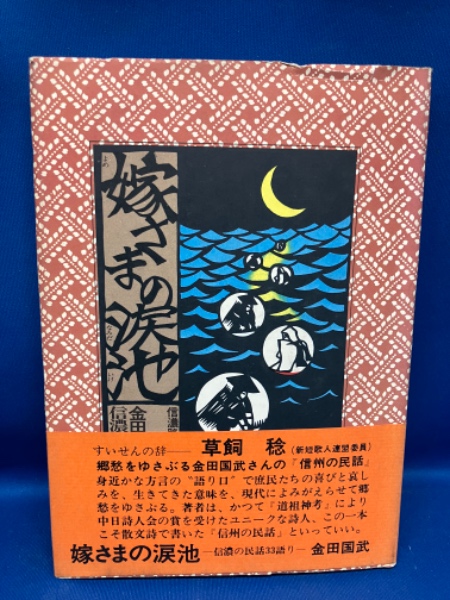 嫁さまの涙池
よめ
なみだ
いけ
信濃
金田
信濃
すいせんの辞——草飼 稔(新短歌人連盟委員)
郷愁をゆさぶる金田国武さんの「信州の民話」
身近かな方言の〝語り口〟で庶民たちの喜びと哀し
みを、生きてきた意味を、現代によみがえらせて郷
愁をゆさぶる。著者は、かつて『道祖神考』により
中日詩人会の賞を受けたユニークな詩人、この一本
こそ散文詩で書いた『信州の民話』といっていい。
嫁さまの涙池—信濃の民話33語り—金田国武